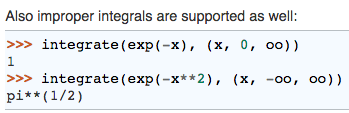 Also improper integrals are supported as well:
>>> integrate(exp(-x), (x, 0, oo))
1
>>> integrate(exp(-x**2), (x, -oo, oo))
pi**(1/2)